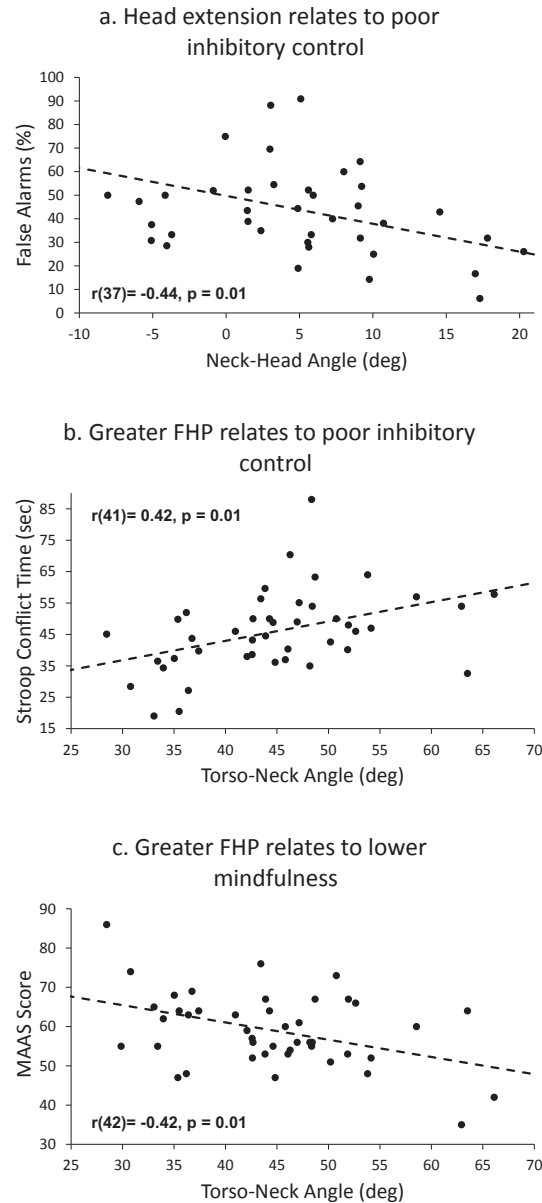 a. Head extension relates to poor
inhibitory control
100
90
80
70
60
50
40
30
20
10
0
False Alarms (%)
r(37)= -0.44, p = 0.01
-10 -5 0 5 10 15 20
Neck-Head Angle (deg)
b. Greater FHP relates to poor inhibitory
control
r(41)= 0.42, p = 0.01
85
75
65
55
45
35
25
15
Stroop Conflict Time (sec)
25 30 35 40 45 50 55 60 65 70
Torso-Neck Angle (deg)
c. Greater FHP relates to lower
mindfulness
90
80
70
60
50
40
30
MAAS Score
r(42)= -0.42, p = 0.01
25 30 35 40 45 50 55 60 65 70
Torso-Neck Angle (deg)